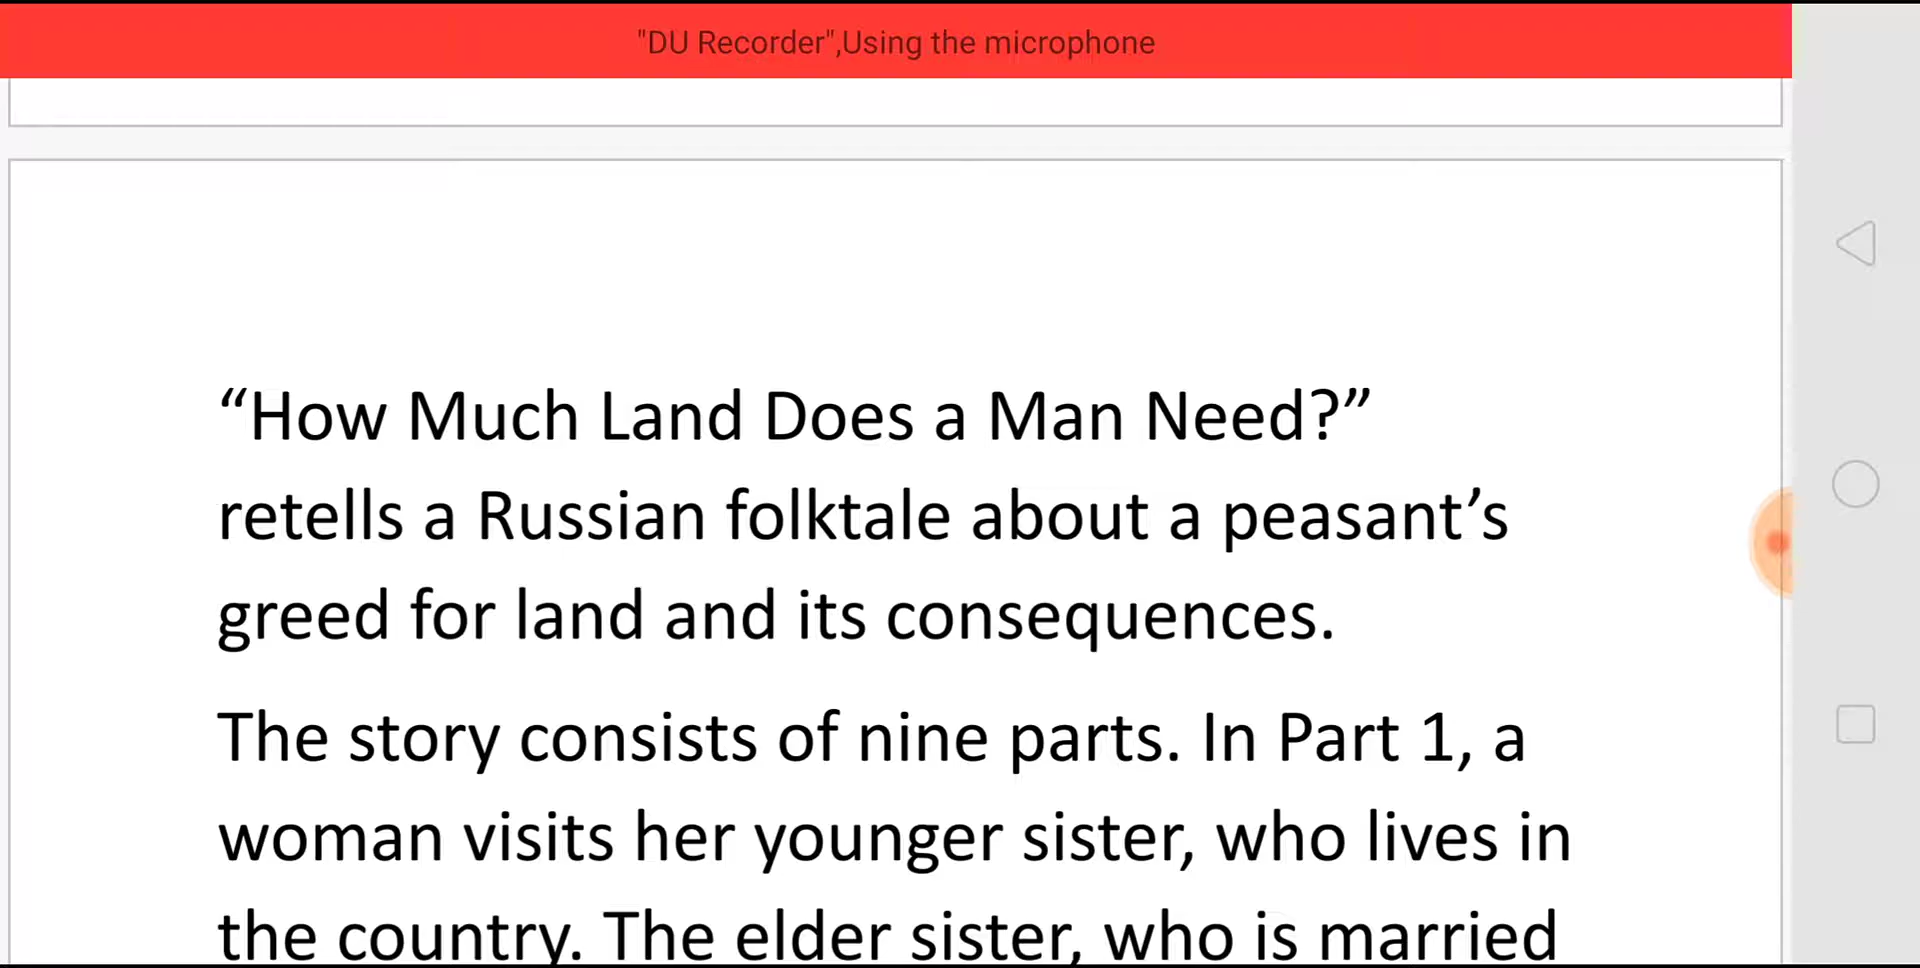 "DU Recorder",Using the microphone
“How Much Land Does a Man Need?”
retells a Russian folktale about a peasant’s
greed for land and its consequences.
The story consists of nine parts. In Part 1, a
woman visits her younger sister, who lives in
the country. The elder sister, who is married